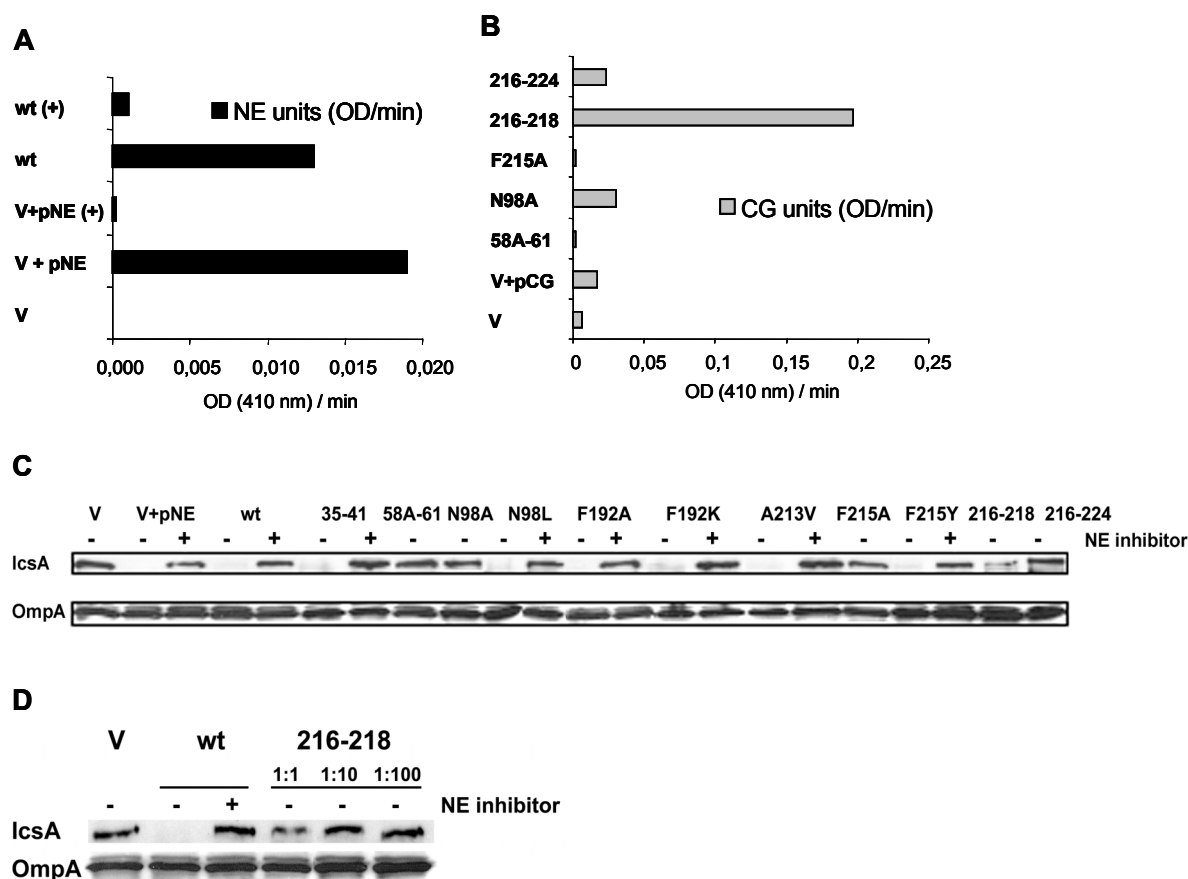 A
wt (+)
wt
V+pNE (+)
V + pNE
V
NE units (OD/min)
0,000 0,005 0,010 0,015 0,020
OD (410 nm) / min
B
216-224
216-218
F215A
N98A
58A-61
V+pCG
V
CG units (OD/min)
0 0,05 0,1 0,15 0,2 0,25
OD (410 nm) / min
C
V V+pNE wt 35-41 58A-61 N98A N98L F192A F192K A213V F215A F215Y 216-218 216-224
- - + - + - + - - - + - + - + - + - - + - - NE inhibitor
IcsA
OmpA
D
V wt 216-218
1:1 1:10 1:100
- - + - - - NE inhibitor
IcsA
OmpA